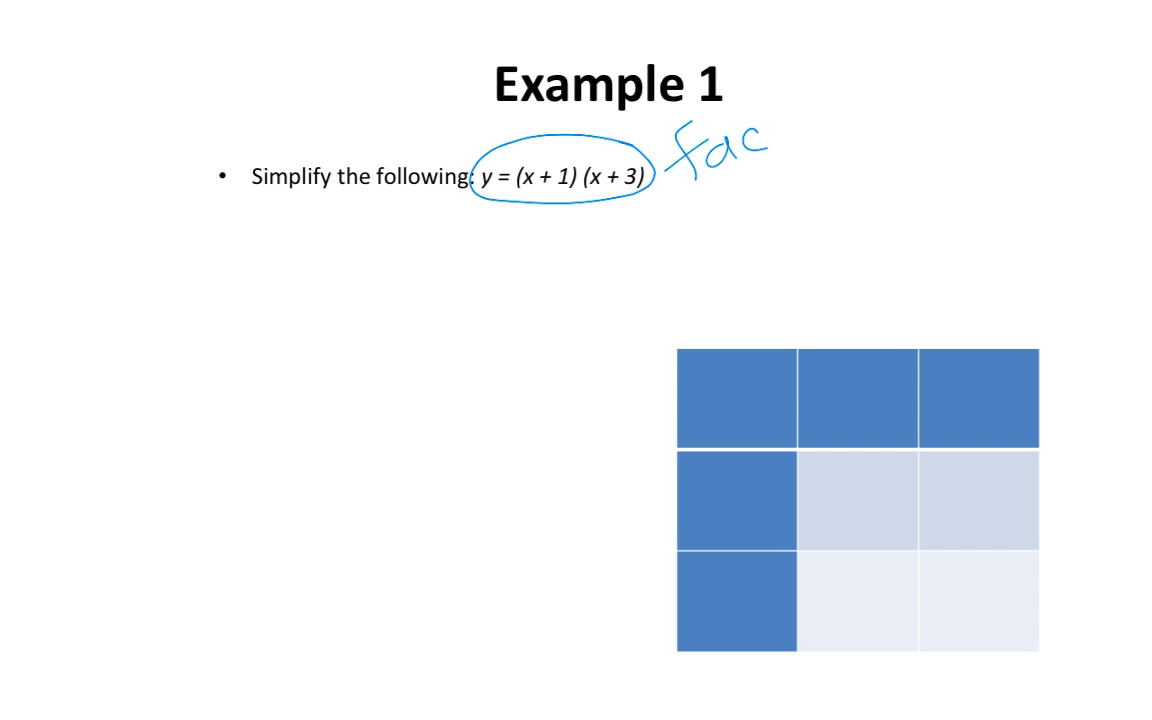 Example 1
• Simplify the following: y = (x + 1) (x + 3) fac